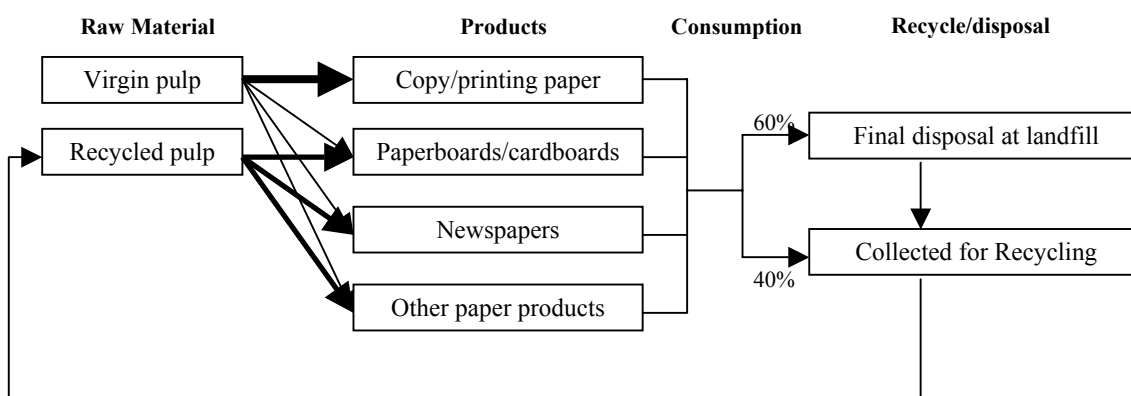 Raw Material
Products
Consumption
Recycle/disposal
Virgin pulp
Copy/printing paper
60%
Final disposal at landfill
Recycled pulp
Paperboards/cardboards
Newspapers
Collected for Recycling
40%
Other paper products